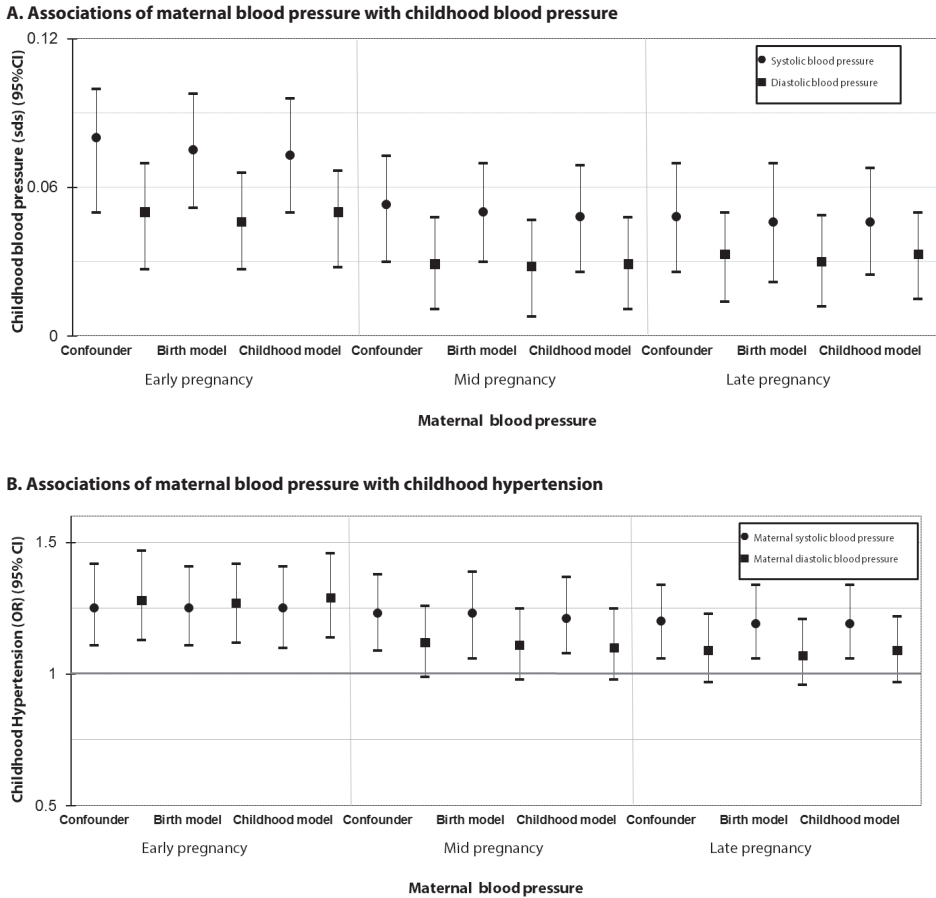 A. Associations of maternal blood pressure with childhood blood pressure
Childhood blood pressure (sds) (95%CI)
0.12
0.06
0
Systolic blood pressure
Diastolic blood pressure
Confounder Birth model Childhood model Confounder Birth model Childhood model Confounder Birth model Childhood model
Early pregnancy Mid pregnancy Late pregnancy
Maternal blood pressure
B. Associations of maternal blood pressure with childhood hypertension
Childhood Hypertension (OR) (95% CI)
1.5
1
0.5
Maternal systolic blood pressure
Maternal diastolic blood pressure
Confounder Birth model Childhood model Confounder Birth model Childhood model Confounder Birth model Childhood model
Early pregnancy Mid pregnancy Late pregnancy
Maternal blood pressure